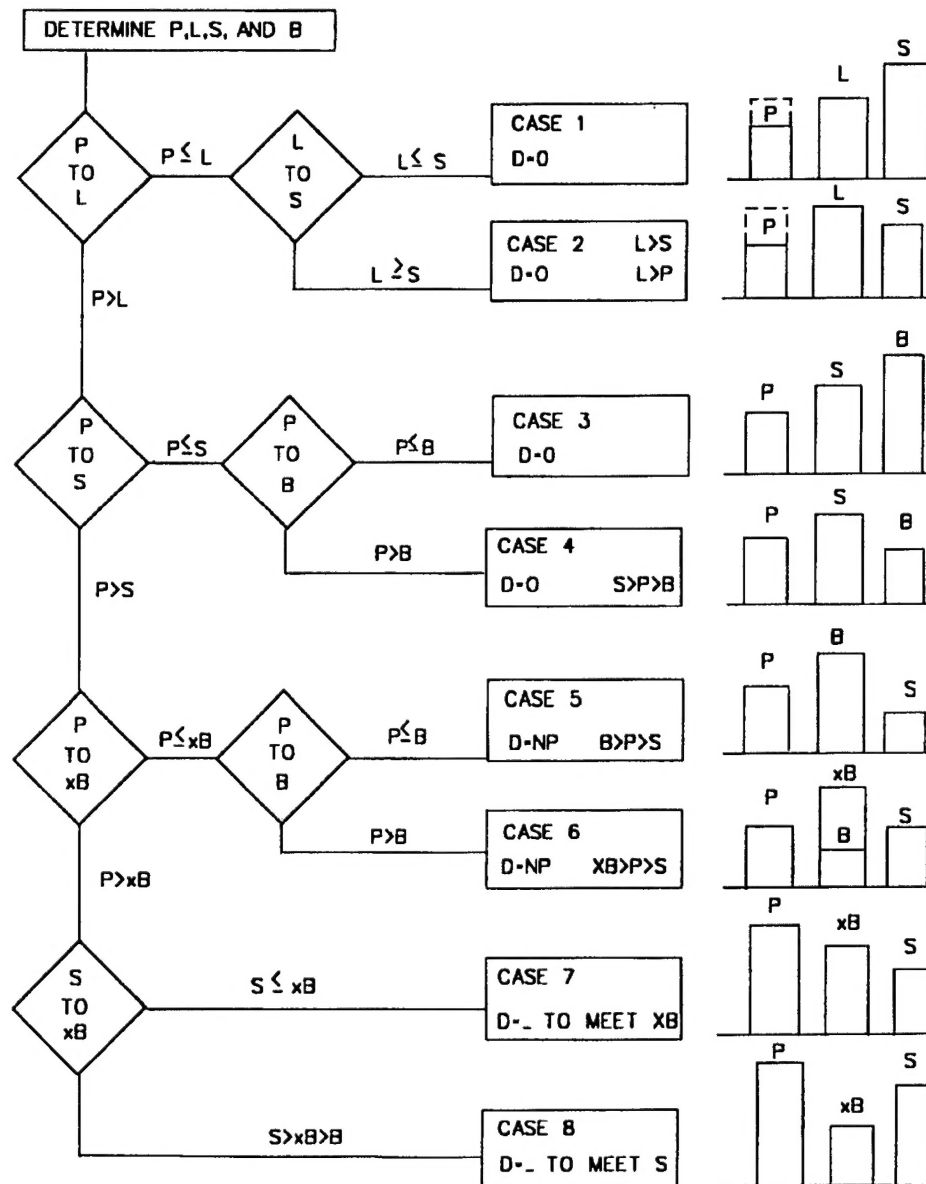 DETERMINE P,L,S, AND B
P
TO
L
P ≤ L
L
TO
S
L ≤ S
CASE 1
D=0
P
L
S
L ≥ S
CASE 2 L>S
D=0 L>P
P
L
S
P>L
P
TO
S
P≤S
P
TO
B
P≤B
CASE 3
D=0
P
S
B
P>B
CASE 4
D=0 S>P>B
P
S
B
P>S
P
TO
xB
P≤xB
P
TO
B
P≤B
CASE 5
D=NP B>P>S
P
B
S
P>B
CASE 6
D=NP XB>P>S
P
xB
B
S
P>xB
S
TO
xB
S ≤ xB
CASE 7
D=_ TO MEET XB
P
xB
S
S>xB>B
CASE 8
D=_ TO MEET S
P
xB
S